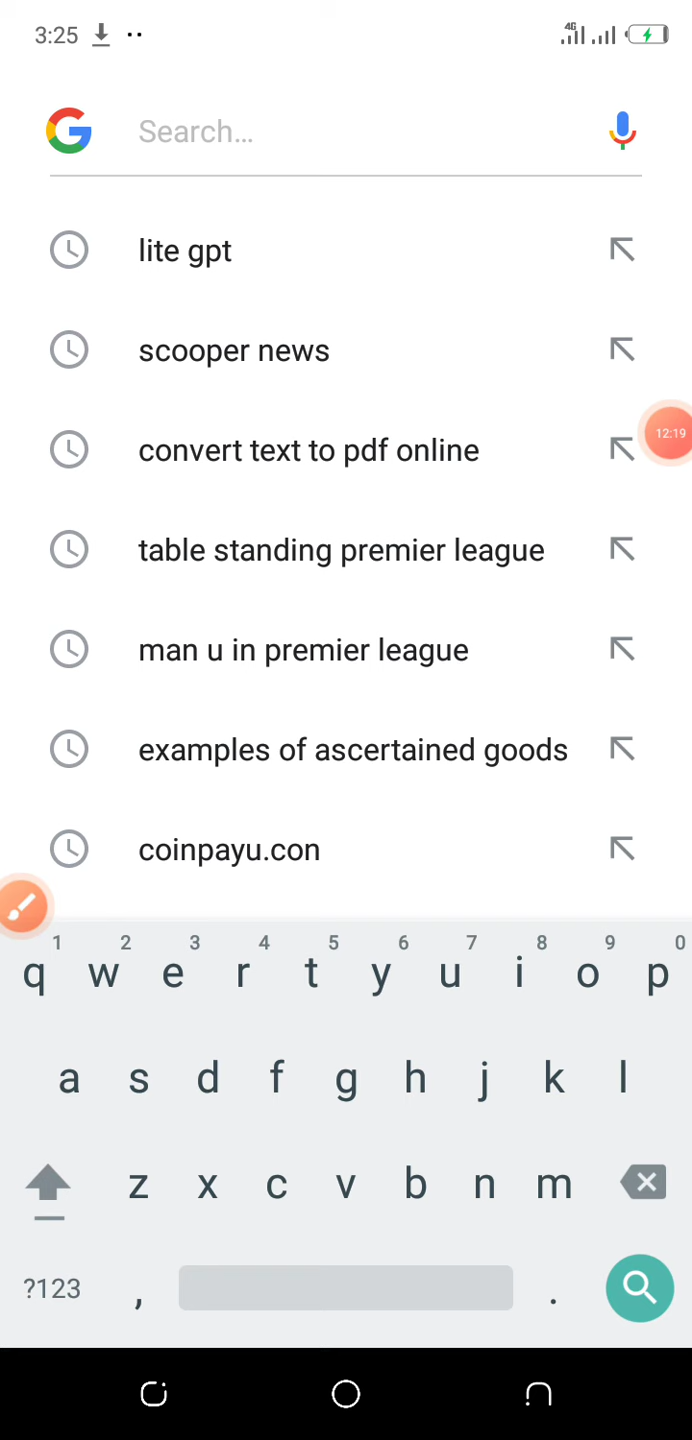 3:25
4G
Search...
lite gpt
scooper news
12:19
convert text to pdf online
table standing premier league
man u in premier league
examples of ascertained goods
coinpayu.con
1 2 3 4 5 6 7 8 9 0
q w e r t y u i o p
a s d f g h j k l
z x c v b n m
?123 , .